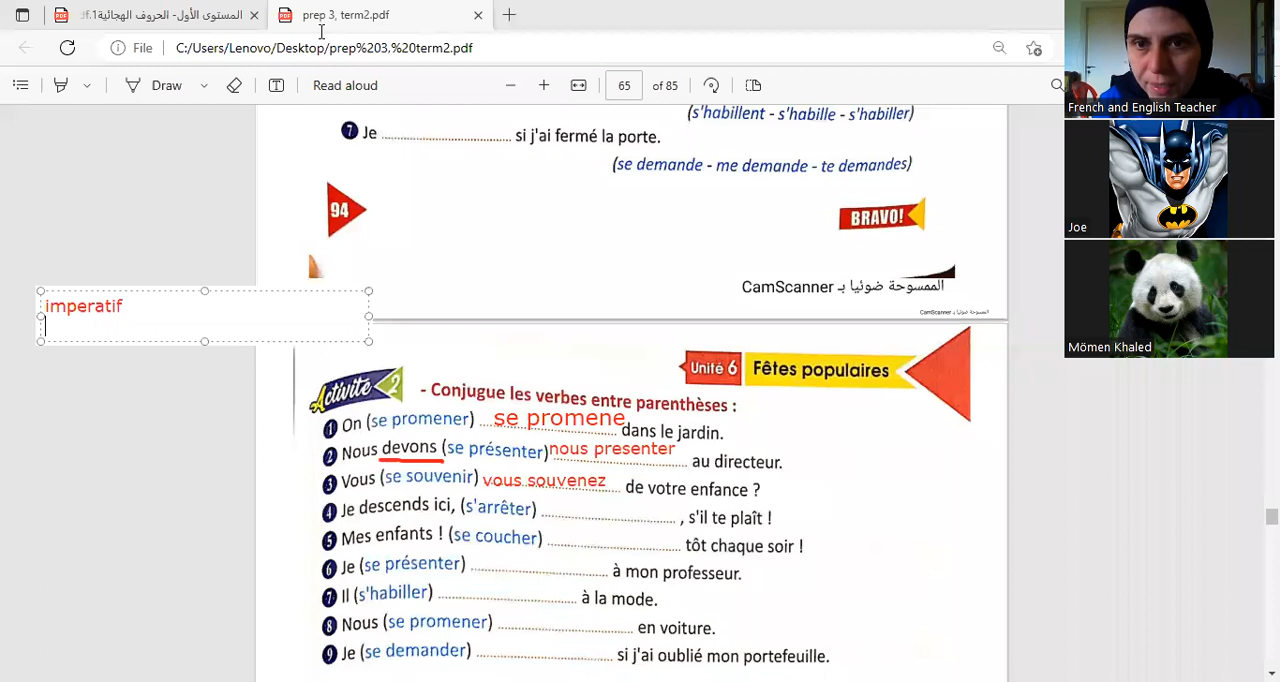 المستوى الأول- الحروف الهجائية1.df
prep 3, term2.pdf
File
C:/Users/Lenovo/Desktop/prep%203,%20term2.pdf
Draw
Read aloud
65 of 85
(s'habillent - s'habille - s'habiller)
7 Je ............ si j'ai fermé la porte.
(se demande - me demande - te demandes)
94
BRAVO!
الممسوحة ضوئيا بـ CamScanner
الممسوحة ضوئيا بـ CamScanner
imperatif
Unité 6 Fêtes populaires
Activité 2 - Conjugue les verbes entre parenthèses :
1 On (se promener) se promene dans le jardin.
2 Nous devons (se présenter) nous presenter au directeur.
3 Vous (se souvenir) vous souvenez de votre enfance ?
4 Je descends ici, (s'arrêter) ............ , s'il te plaît !
5 Mes enfants ! (se coucher) ............ tôt chaque soir !
6 Je (se présenter) ............ à mon professeur.
7 Il (s'habiller) ............ à la mode.
8 Nous (se promener) ............ en voiture.
9 Je (se demander) ............ si j'ai oublié mon portefeuille.
French and English Teacher
Joe
Mömen Khaled